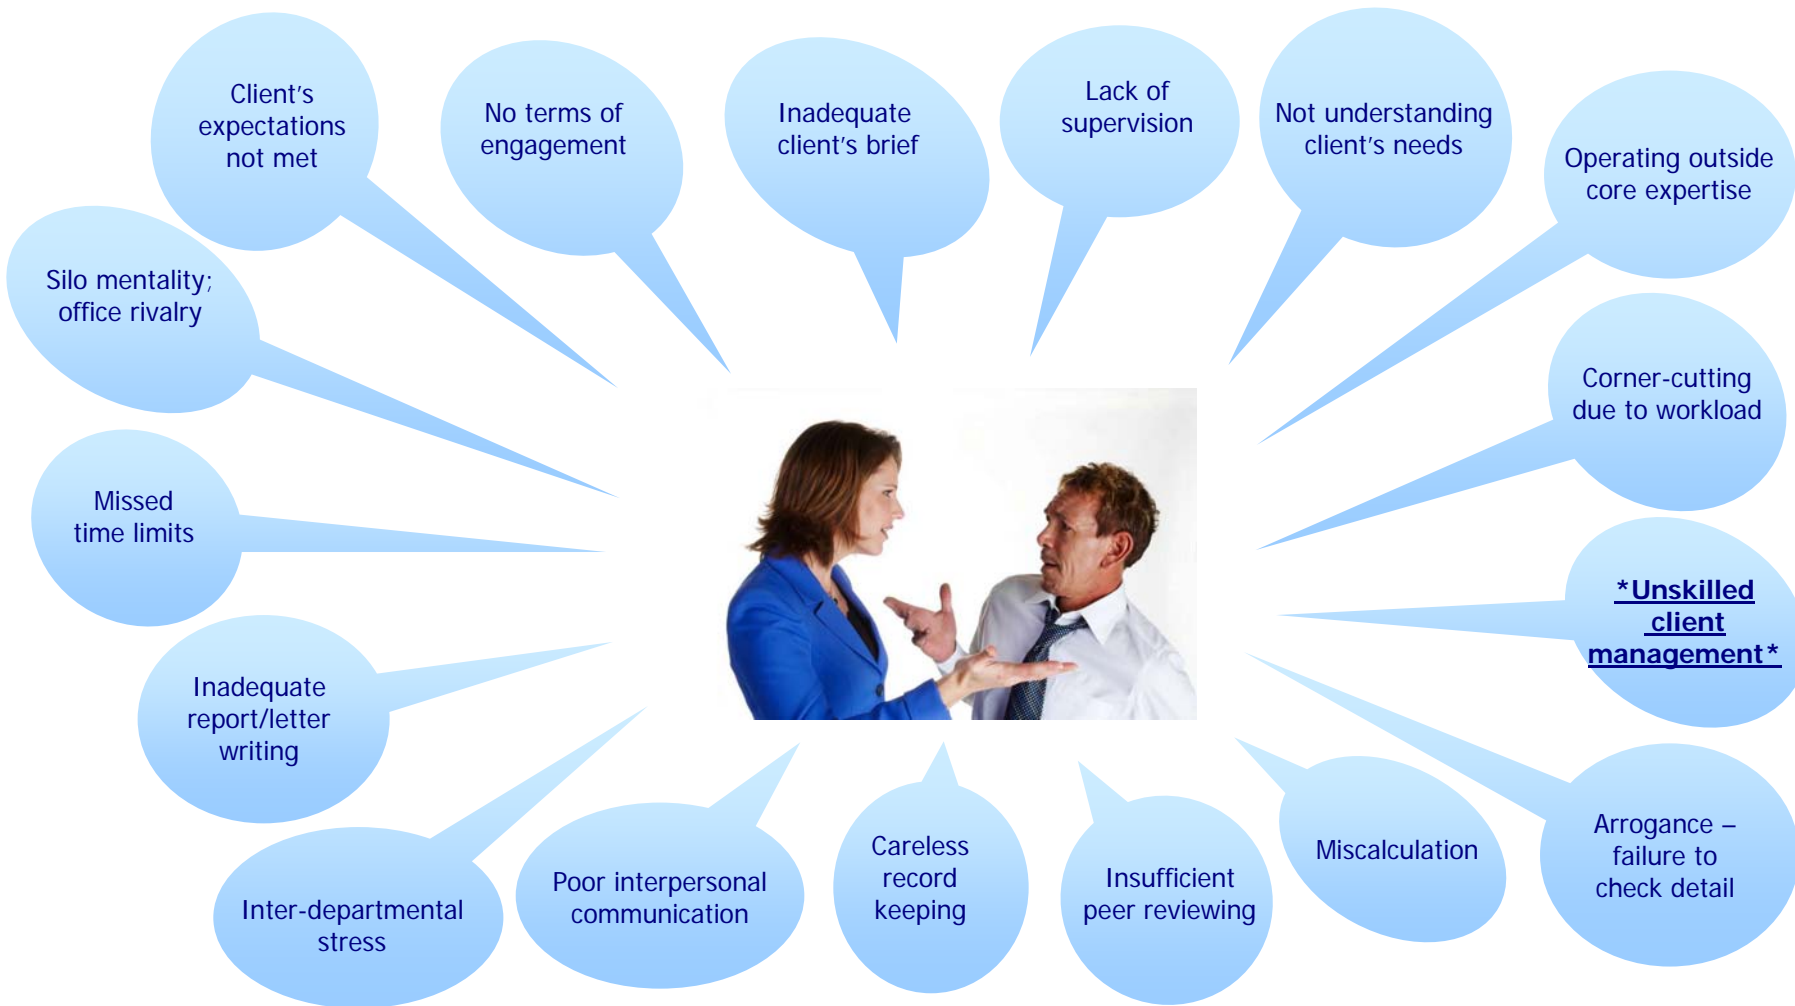 Client's
expectations
not met
No terms of
engagement
Inadequate
client's brief
Lack of
supervision
Not understanding
client's needs
Operating outside
core expertise
Silo mentality;
office rivalry
Corner-cutting
due to workload
Missed
time limits
*Unskilled
client
management*
Inadequate
report/letter
writing
Arrogance –
failure to
check detail
Inter-departmental
stress
Poor interpersonal
communication
Careless
record
keeping
Insufficient
peer reviewing
Miscalculation